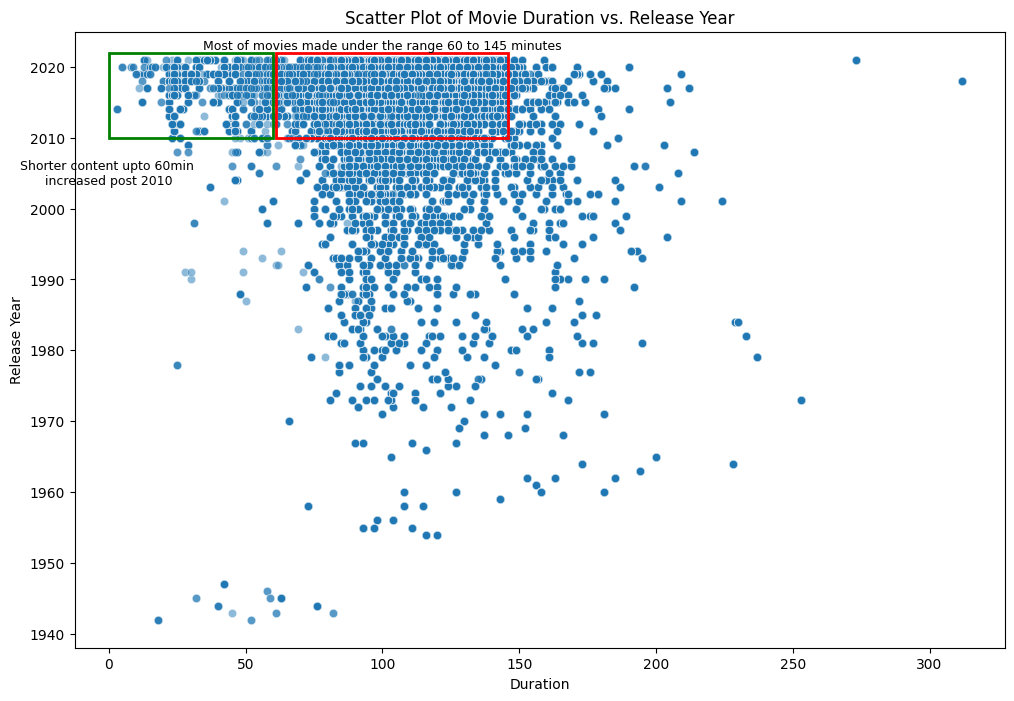 Scatter Plot of Movie Duration vs. Release Year
Most of movies made under the range 60 to 145 minutes
Shorter content upto 60min
increased post 2010
Release Year
2020
2010
2000
1990
1980
1970
1960
1950
1940
0
50
100
150
200
250
300
Duration